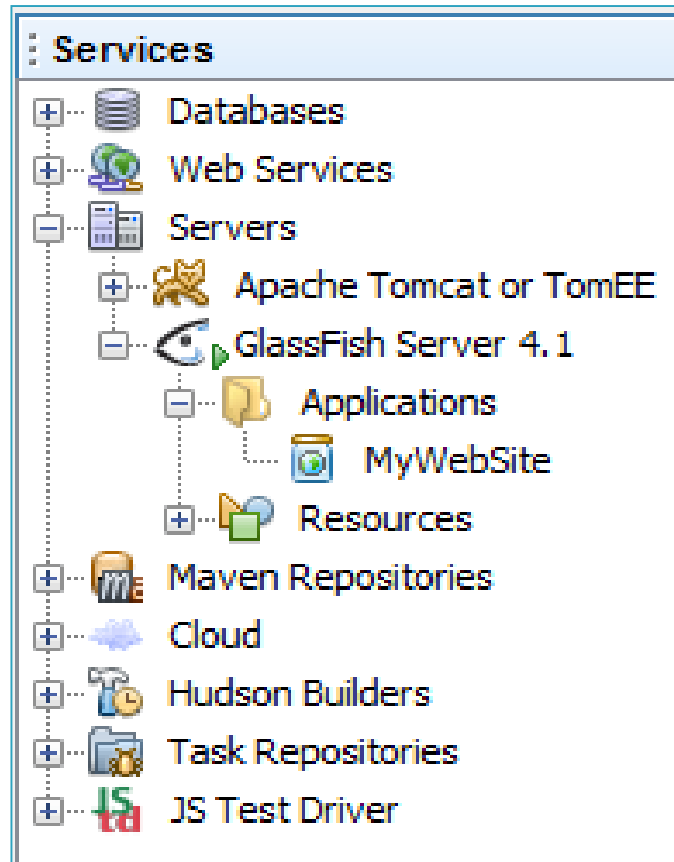 Services
Databases
Web Services
Servers
Apache Tomcat or TomEE
GlassFish Server 4.1
Applications
MyWebSite
Resources
Maven Repositories
Cloud
Hudson Builders
Task Repositories
JS Test Driver